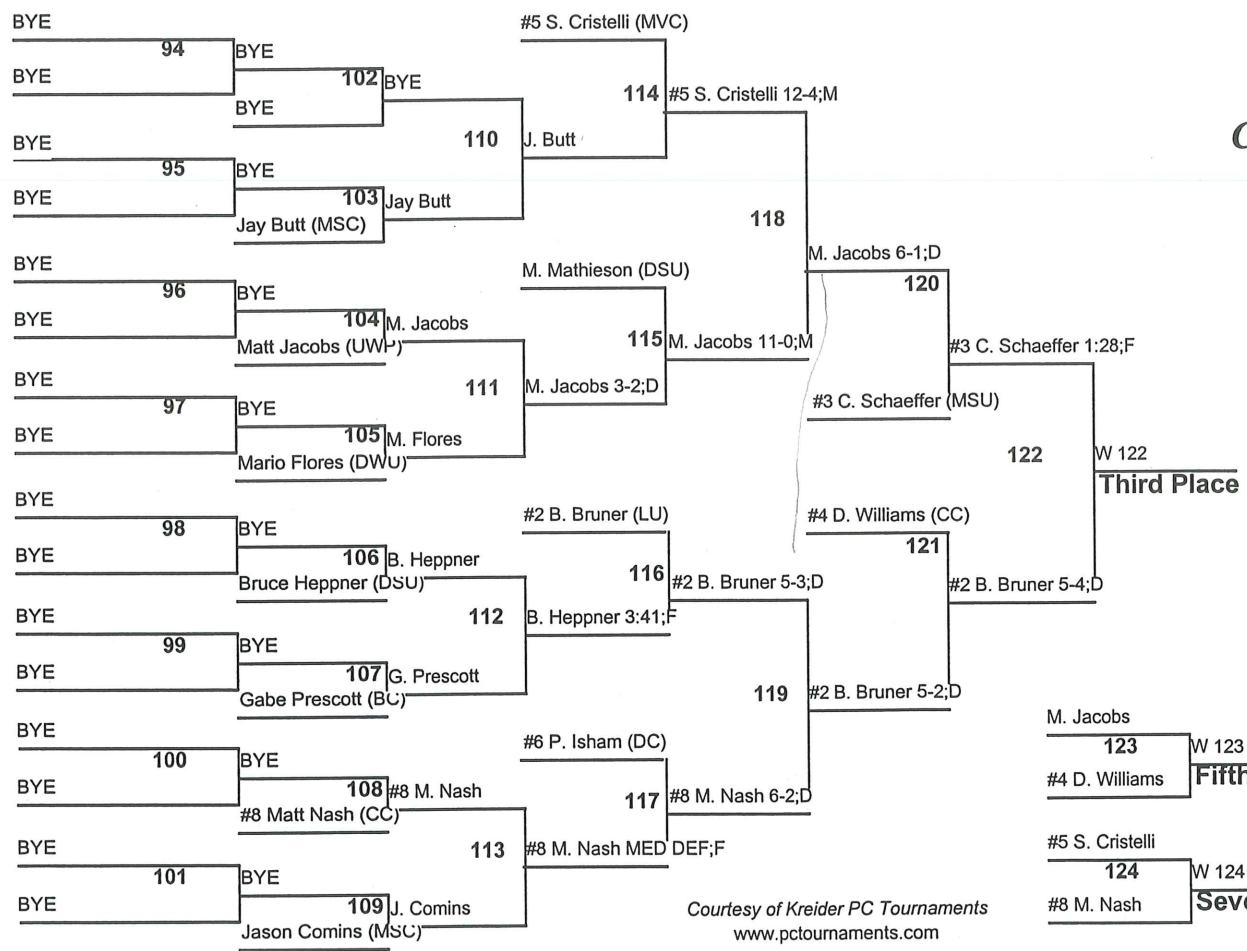 BYE
94
BYE
BYE
102
BYE
BYE
BYE
95
BYE
BYE
103
Jay Butt
Jay Butt (MSC)
110
J. Butt
#5 S. Cristelli (MVC)
114
#5 S. Cristelli 12-4;M
BYE
96
BYE
BYE
104
M. Jacobs
Matt Jacobs (UWP)
BYE
97
BYE
BYE
105
M. Flores
Mario Flores (DWU)
111
M. Jacobs 3-2;D
M. Mathieson (DSU)
115
M. Jacobs 11-0;M
118
M. Jacobs 6-1;D
120
#3 C. Schaeffer (MSU)
#3 C. Schaeffer 1:28;F
BYE
98
BYE
BYE
106
B. Heppner
Bruce Heppner (DSU)
BYE
99
BYE
BYE
107
G. Prescott
Gabe Prescott (BC)
112
B. Heppner 3:41;F
#2 B. Bruner (LU)
116
#2 B. Bruner 5-3;D
BYE
100
BYE
BYE
108
#8 M. Nash
#8 Matt Nash (CC)
BYE
101
BYE
BYE
109
J. Comins
Jason Comins (MSC)
113
#8 M. Nash MED DEF;F
#6 P. Isham (DC)
117
#8 M. Nash 6-2;D
119
#2 B. Bruner 5-2;D
#4 D. Williams (CC)
121
#2 B. Bruner 5-4;D
122
W 122
Third Place
M. Jacobs
123
#4 D. Williams
W 123
Fifth
#5 S. Cristelli
124
#8 M. Nash
W 124
Seve
Courtesy of Kreider PC Tournaments
www.pctournaments.com